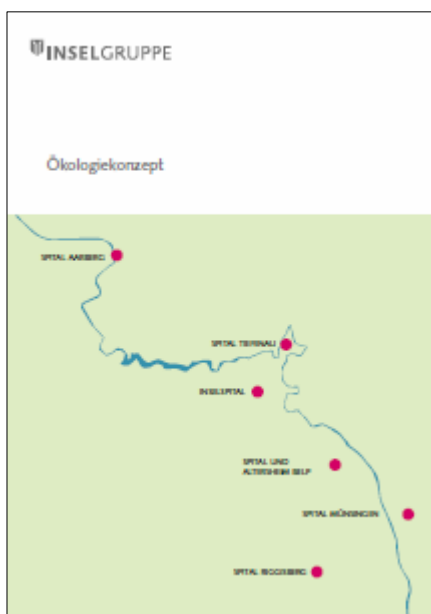 INSELGRUPPE
Ökologiekonzept
SPITAL AARBERG
SPITAL TIEFENAU
INSELSPITAL
SPITAL UND
ALTERSHEIM BELP
SPITAL MÜNSINGEN
SPITAL RIGGISBERG